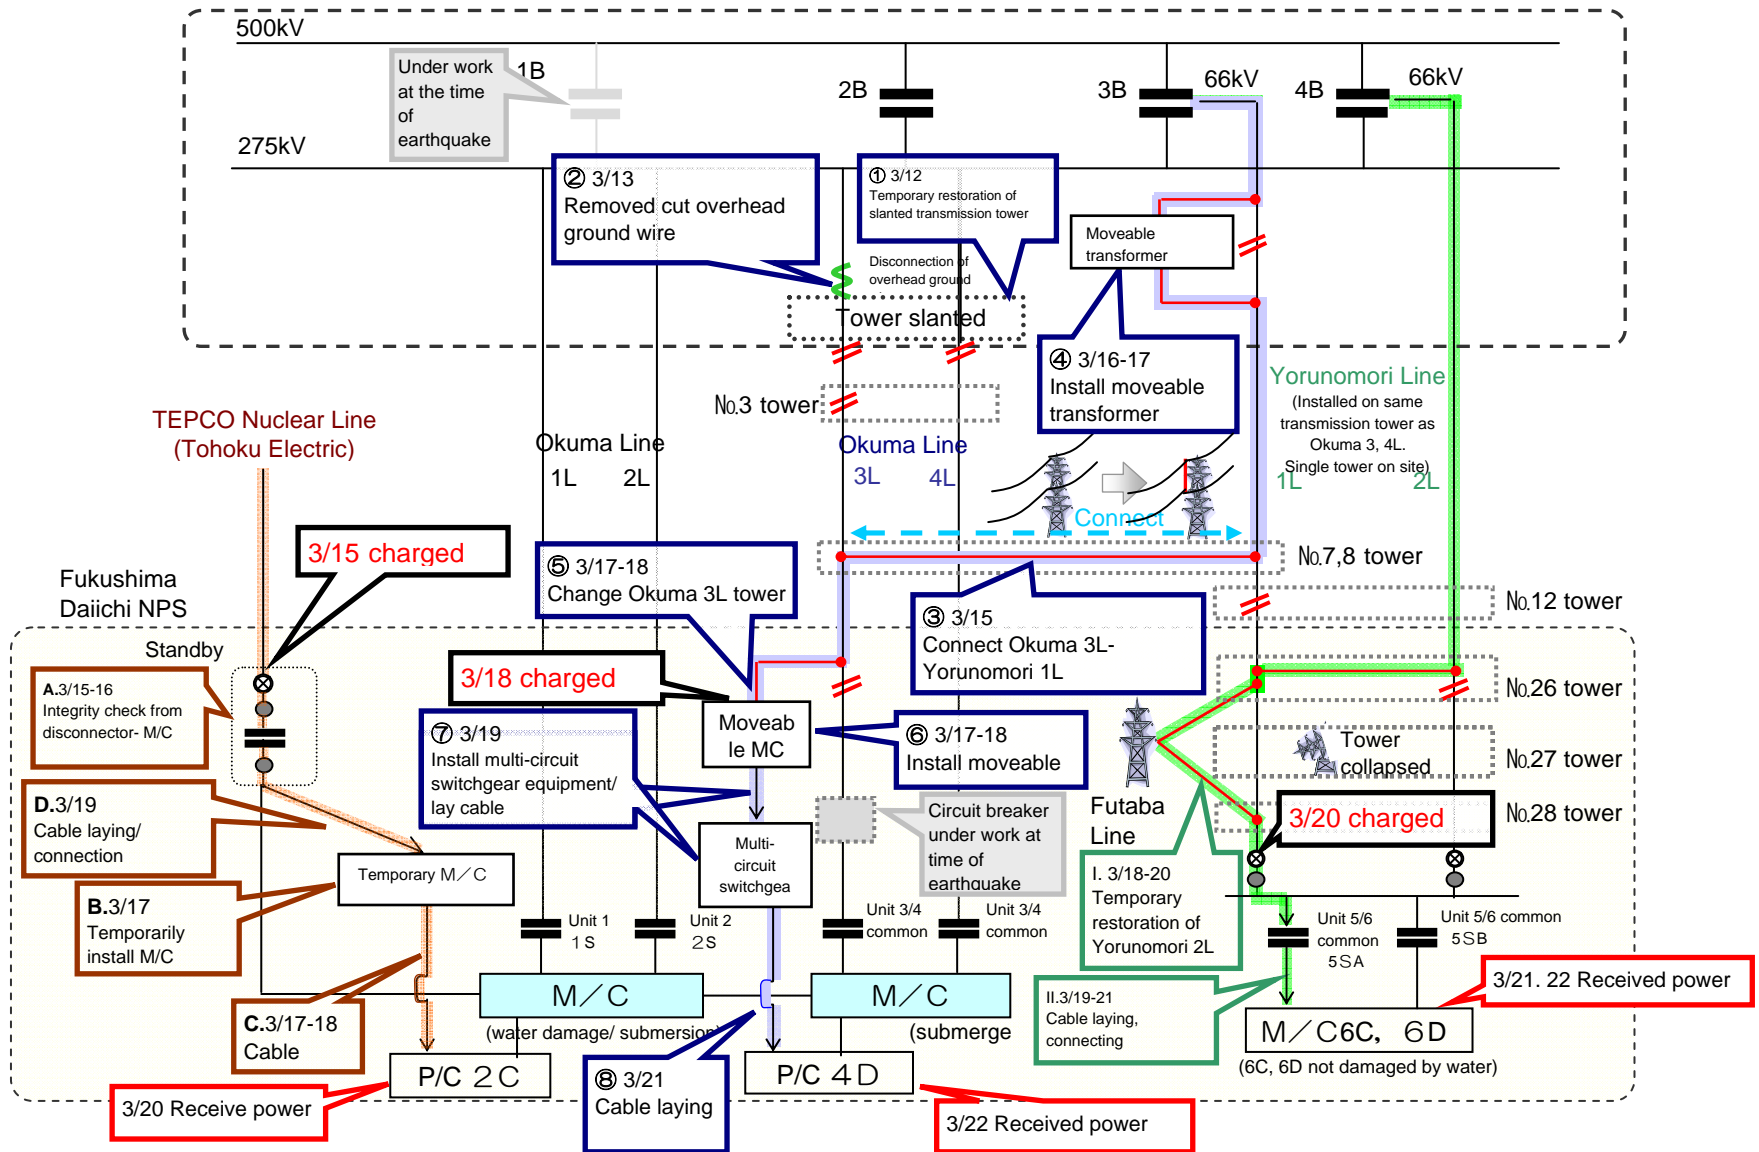 500kV
Under work
at the time
of
earthquake
1B
2B
3B
66kV
4B
66kV
275kV
② 3/13
Removed cut overhead
ground wire
① 3/12
Temporary restoration of
slanted transmission tower
Moveable
transformer
Disconnection of
overhead ground
Tower slanted
④ 3/16-17
Install moveable
transformer
No.3 tower
Yorunomori Line
(Installed on same
transmission tower as
Okuma 3, 4L.
Single tower on site)
1L
2L
TEPCO Nuclear Line
(Tohoku Electric)
Okuma Line
1L
2L
Okuma Line
3L
4L
Connect
3/15 charged
⑤ 3/17-18
Change Okuma 3L tower
No.7,8 tower
Fukushima
Daiichi NPS
③ 3/15
Connect Okuma 3L-
Yorunomori 1L
No.12 tower
Standby
3/18 charged
A.3/15-16
Integrity check from
disconnector- M/C
No.26 tower
Moveab
le MC
⑥ 3/17-18
Install moveable
⑦ 3/19
Install multi-circuit
switchgear equipment/
lay cable
Tower
collapsed
No.27 tower
D.3/19
Cable laying/
connection
Futaba
Line
3/20 charged
No.28 tower
Circuit breaker
under work at
time of
earthquake
Multi-
circuit
switchgea
Temporary M/C
B.3/17
Temporarily
install M/C
I. 3/18-20
Temporary
restoration of
Yorunomori 2L
Unit 1
1S
Unit 2
2S
Unit 3/4
common
Unit 3/4
common
Unit 5/6
common
5SA
Unit 5/6 common
5SB
M/C
(water damage/ submersion)
M/C
(submerge
II.3/19-21
Cable laying,
connecting
3/21. 22 Received power
C.3/17-18
Cable
M/C6C, 6D
(6C, 6D not damaged by water)
P/C 2C
⑧ 3/21
Cable laying
P/C 4D
3/20 Receive power
3/22 Received power